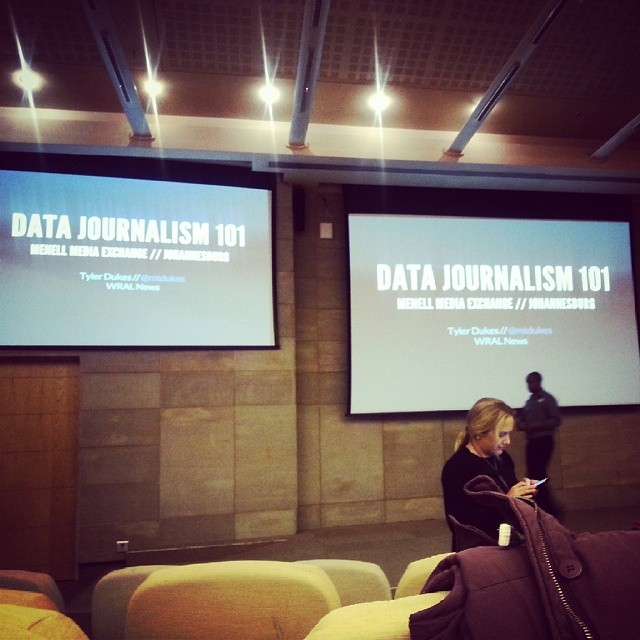 DATA JOURNALISM 101
MENELL MEDIA EXCHANGE // JOHANNESBURG
Tyler Dukes // @mtdukes
WRAL News
DATA JOURNALISM 101
MENELL MEDIA EXCHANGE // JOHANNESBURG
Tyler Dukes // @mtdukes
WRAL News